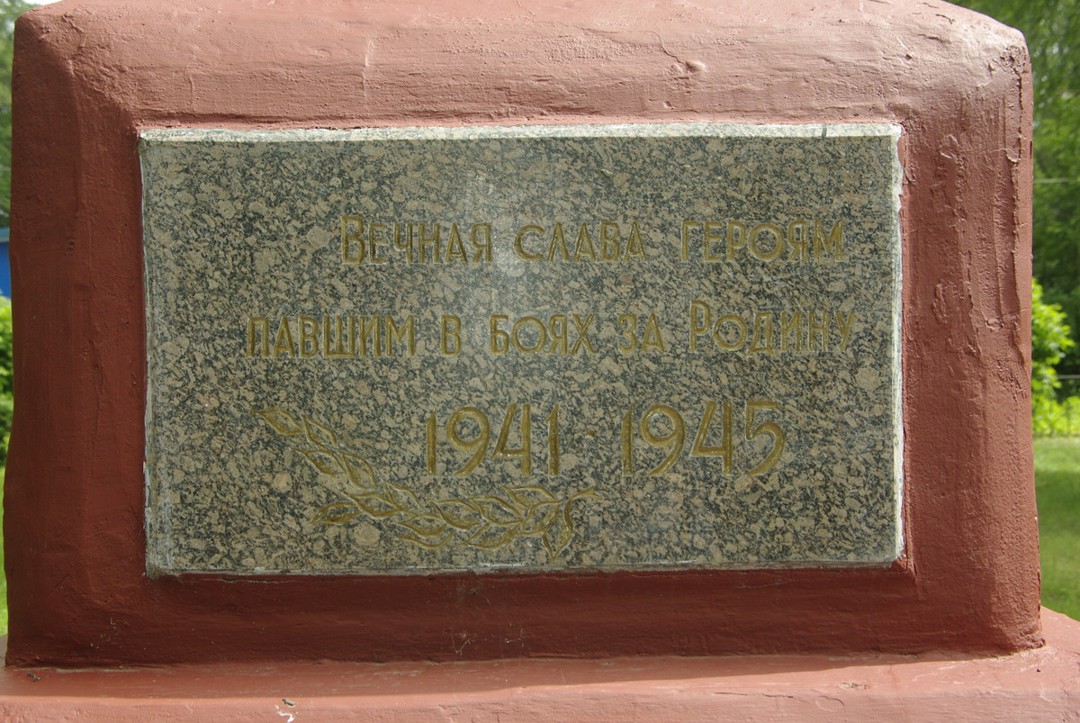 Вечная слава героям
павшим в боях за Родину
1941-1945